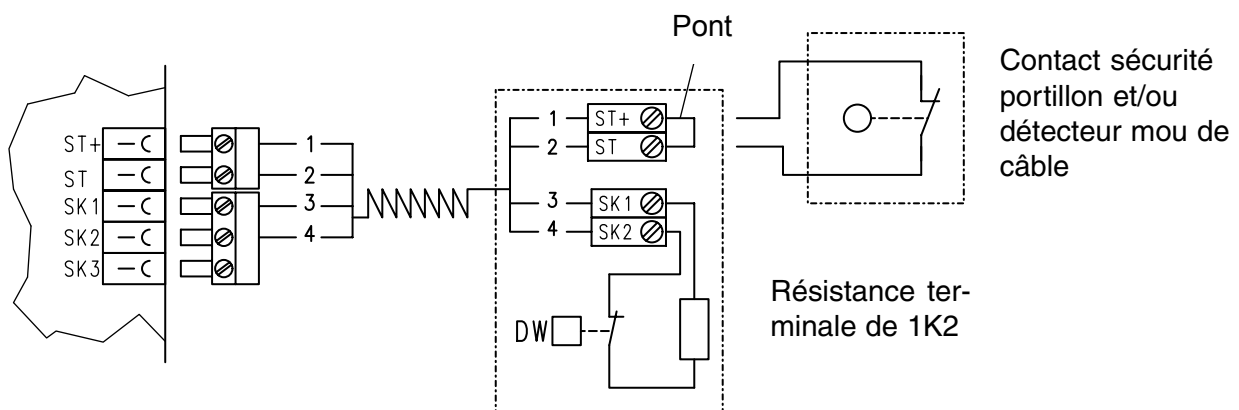 Pont
Contact sécurité
portillon et/ou
détecteur mou de
câble
ST+
ST
SK1
SK2
SK3
1
2
3
4
1 ST+
2 ST
3 SK1
4 SK2
DW
Résistance ter-
minale de 1K2